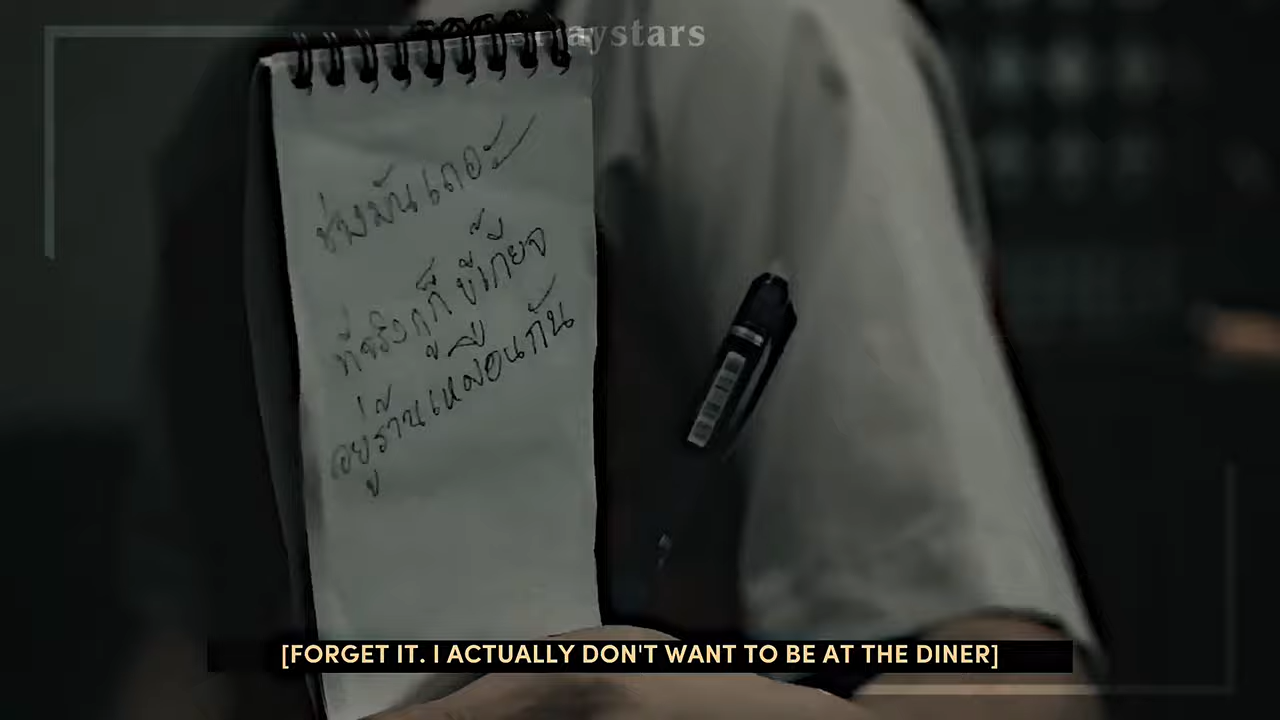 aystars
ช่างมันเถอะ
ที่จริงกูก็ขี้เกียจ
อยู่ร้านเหมือนกัน
[FORGET IT. I ACTUALLY DON'T WANT TO BE AT THE DINER]